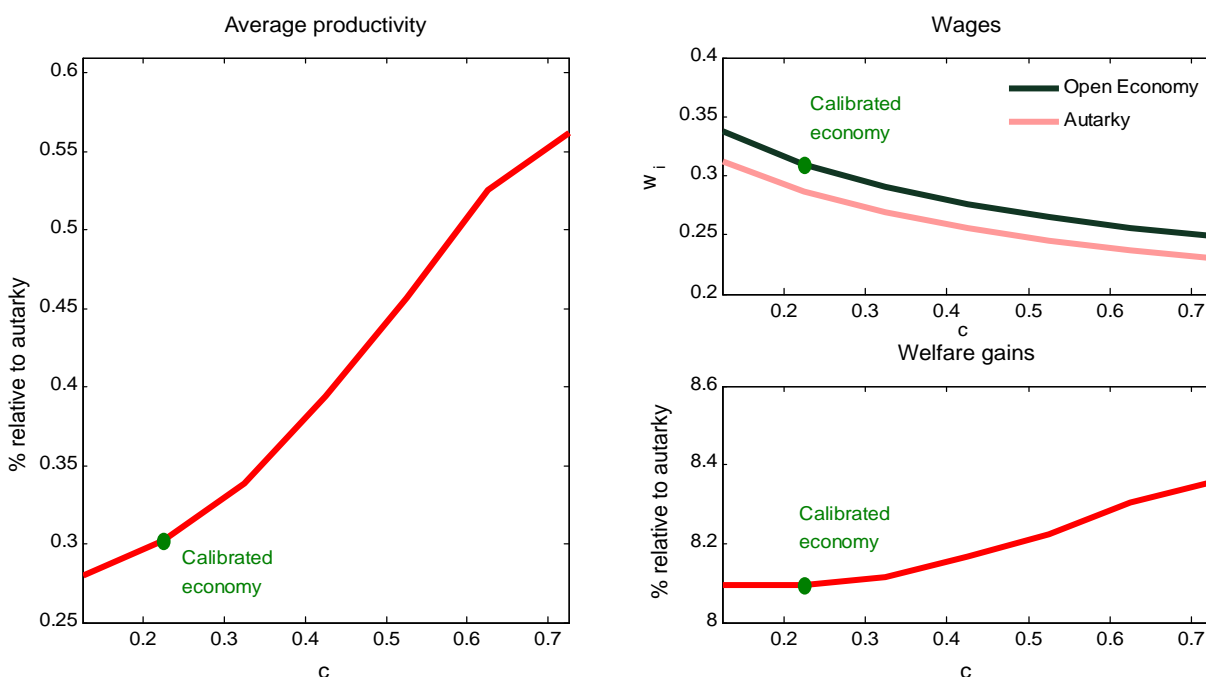 Average productivity
% relative to autarky
0.6
0.55
0.5
0.45
0.4
0.35
0.3
0.25
0.2
0.3
0.4
0.5
0.6
0.7
c
Calibrated
economy
Wages
w i
0.4
0.35
0.3
0.25
0.2
0.2
0.3
0.4
0.5
0.6
0.7
c
Calibrated
economy
Open Economy
Autarky
Welfare gains
% relative to autarky
8.6
8.4
8.2
8
0.2
0.3
0.4
0.5
0.6
0.7
c
Calibrated
economy